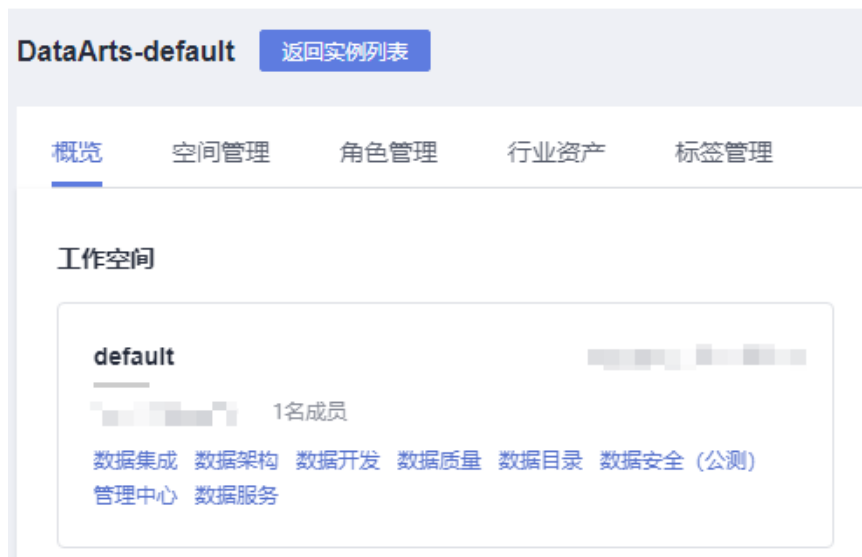 DataArts-default 返回实例列表
概览 空间管理 角色管理 行业资产 标签管理
工作空间
default
1名成员
数据集成 数据架构 数据开发 数据质量 数据目录 数据安全（公测）
管理中心 数据服务